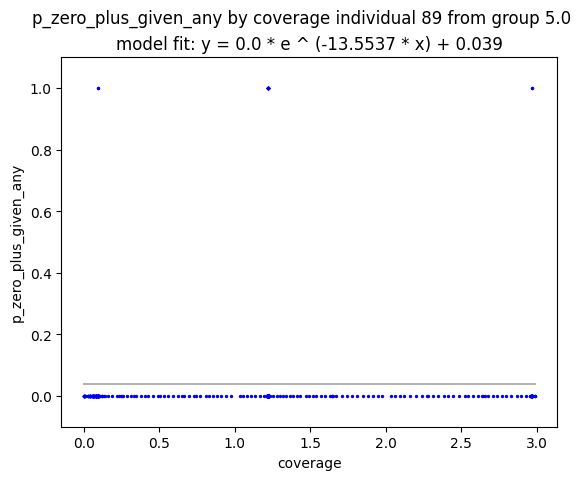 p_zero_plus_given_any by coverage individual 89 from group 5.0
model fit: y = 0.0 * e ^ (-13.5537 * x) + 0.039
1.0
0.8
0.6
0.4
0.2
0.0
p_zero_plus_given_any
0.0 0.5 1.0 1.5 2.0 2.5 3.0
coverage